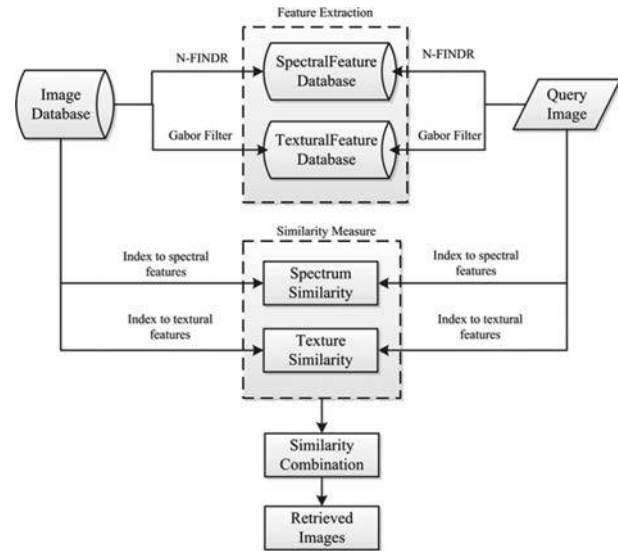 Feature Extraction
N-FINDR
SpectralFeature
Database
N-FINDR
Image
Database
Query
Image
Gabor Filter
TexturalFeature
Database
Gabor Filter
Similarity Measure
Index to spectral
features
Spectrum
Similarity
Index to spectral
features
Index to textural
features
Texture
Similarity
Index to textural
features
Similarity
Combination
Retrieved
Images